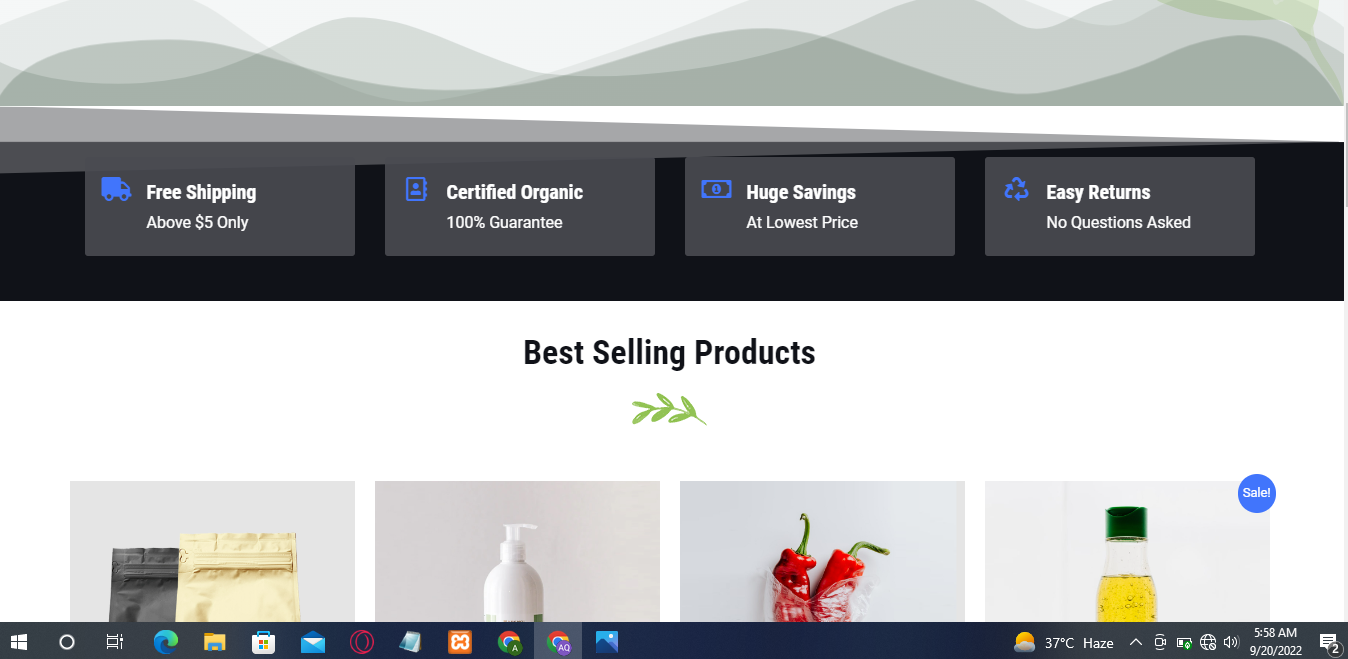 Free Shipping
Above $5 Only
Certified Organic
100% Guarantee
Huge Savings
At Lowest Price
Easy Returns
No Questions Asked
Best Selling Products
Sale!
A
AQ
37°C Haze
5:58 AM
9/20/2022
2